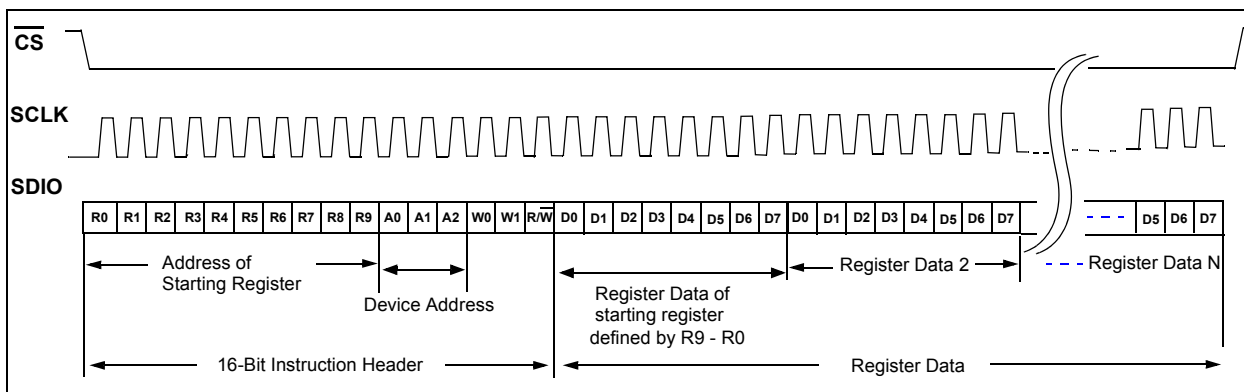 CS
SCLK
SDIO
R0 R1 R2 R3 R4 R5 R6 R7 R8 R9 A0 A1 A2 W0 W1 R/W D0 D1 D2 D3 D4 D5 D6 D7 D0 D1 D2 D3 D4 D5 D6 D7 D5 D6 D7
Address of
Starting Register
Device Address
Register Data of
starting register
defined by R9 - R0
Register Data 2
Register Data N
16-Bit Instruction Header
Register Data